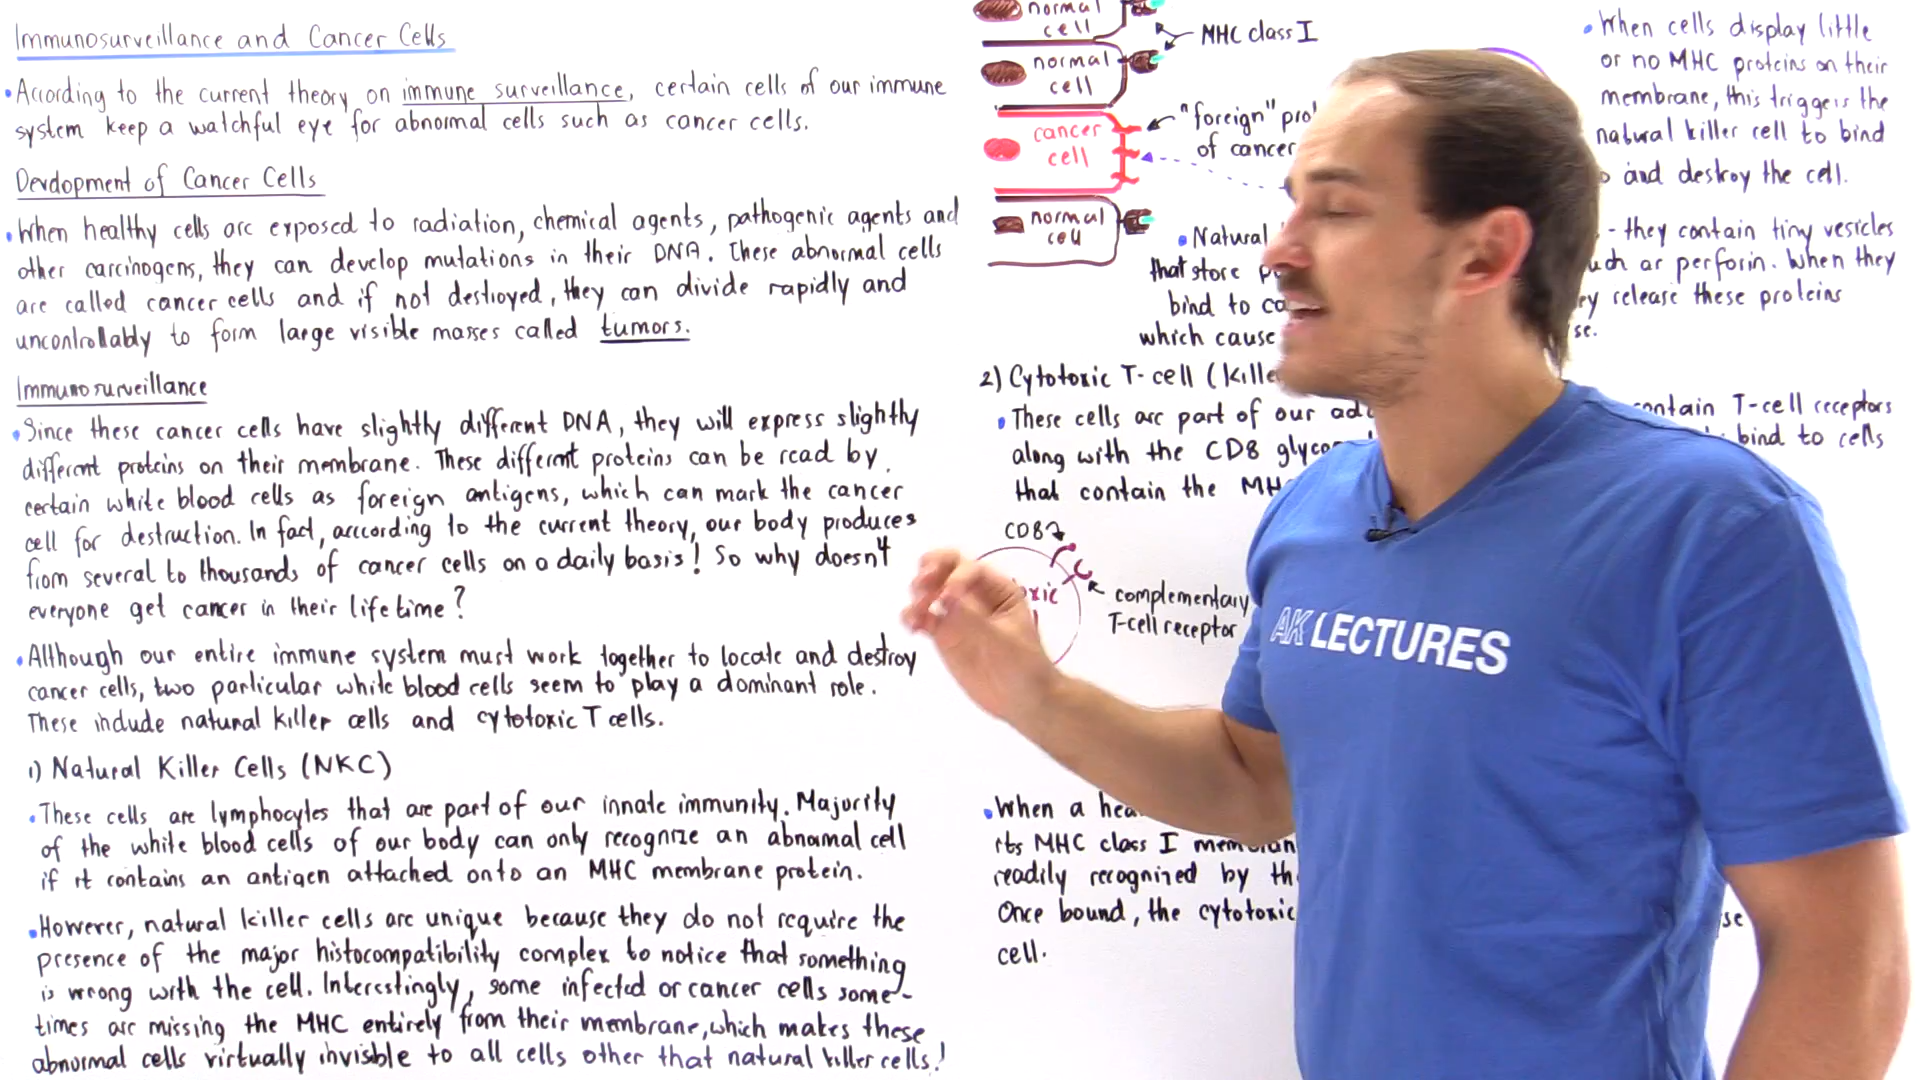 Immunosurveillance and Cancer Cells
• According to the current theory on immune surveillance, certain cells of our immune
system keep a watchful eye for abnormal cells such as cancer cells.
Development of Cancer Cells
• When healthy cells are exposed to radiation, chemical agents, pathogenic agents and
other carcinogens, they can develop mutations in their DNA. These abnormal cells
are called cancer cells and if not destroyed, they can divide rapidly and
uncontrollably to form large visible masses called tumors.
Immunosurveillance
• Since these cancer cells have slightly different DNA, they will express slightly
different proteins on their membrane. These different proteins can be read by
certain white blood cells as foreign antigens, which can mark the cancer
cell for destruction. In fact, according to the current theory, our body produces
from several to thousands of cancer cells on a daily basis! So why doesn't
everyone get cancer in their lifetime?
• Although our entire immune system must work together to locate and destroy
cancer cells, two particular white blood cells seem to play a dominant role.
These include natural killer cells and cytotoxic T cells.
1) Natural Killer Cells (NKC)
• These cells are lymphocytes that are part of our innate immunity. Majority
of the white blood cells of our body can only recognize an abnormal cell
if it contains an antigen attached onto an MHC membrane protein.
• However, natural killer cells are unique because they do not require the
presence of the major histocompatibility complex to notice that something
is wrong with the cell. Interestingly, some infected or cancer cells some-
times are missing the MHC entirely from their membrane, which makes these
abnormal cells virtually invisible to all cells other that natural killer cells!
normal
cell
MHC class I
normal
cell
cancer
cell
"foreign"
of cancer
normal
cell
• When cells display little
or no MHC proteins on their
membrane, this triggers the
natural killer cell to bind
and destroy the cell.
• Natural - they contain tiny vesicles
that store such as perforin. When they
bind to they release these proteins
which cause
2) Cytotoxic T-cell
• These cells are part of our contain T-cell receptors
along with the CD8 bind to cells
that contain the
CD8
complementary
T-cell receptor
• When a
its MHC class I
readily recognized by
Once bound, the cytotoxic
cell.
AK LECTURES